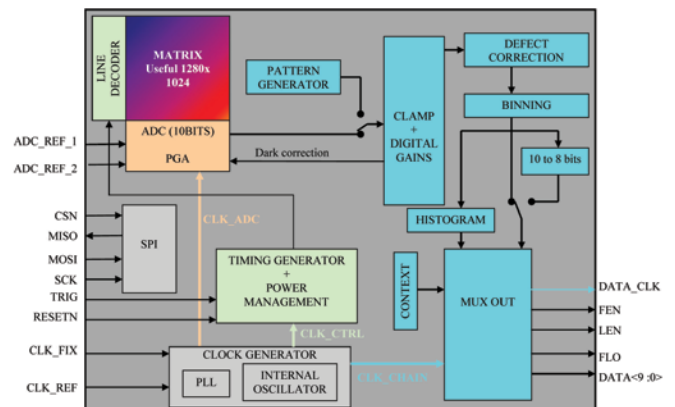 LINE
DECODER
MATRIX
Useful 1280x
1024
ADC (10BITS)
PGA
PATTERN
GENERATOR
CLAMP
+
DIGITAL
GAINS
DEFECT
CORRECTION
BINNING
10 to 8 bits
HISTOGRAM
Dark correction
ADC_REF_1
ADC_REF_2
CLK_ADC
CSN
MISO
MOSI
SCK
SPI
TRIG
RESETN
TIMING GENERATOR
+
POWER
MANAGEMENT
CONTEXT
MUX OUT
DATA_CLK
FEN
LEN
FLO
DATA<9 :0>
CLK_CTRL
CLK_FIX
CLK_REF
CLOCK GENERATOR
PLL
INTERNAL
OSCILLATOR
CLK_CHAIN